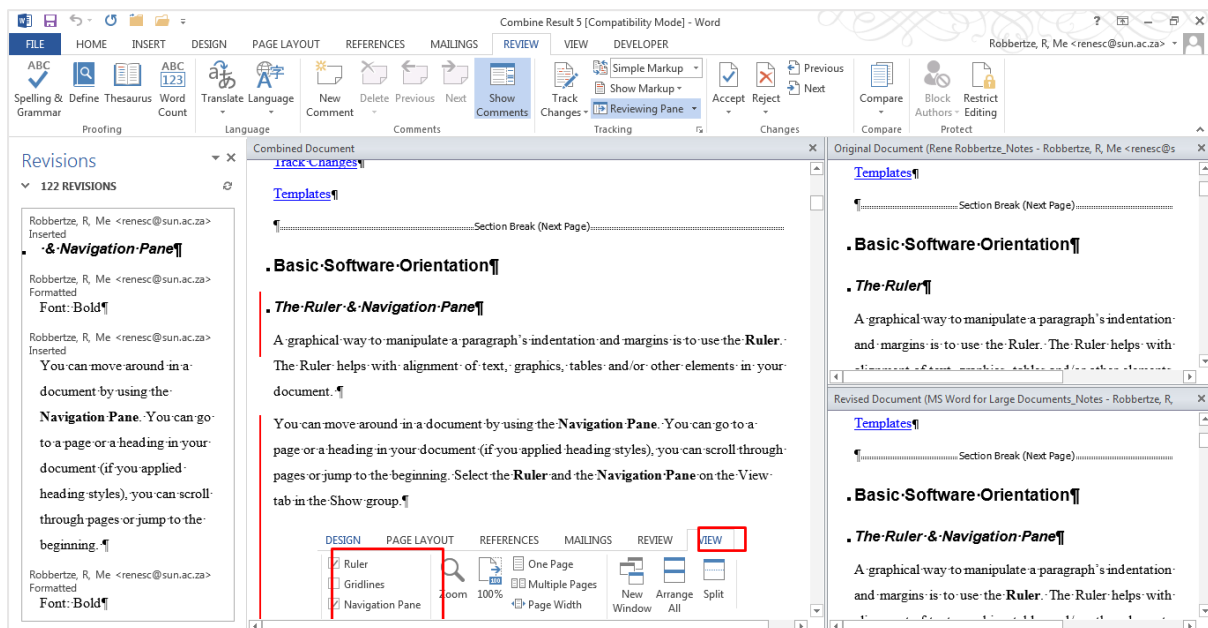 Combine Result 5 [Compatibility Mode] - Word
FILE HOME INSERT DESIGN PAGE LAYOUT REFERENCES MAILINGS REVIEW VIEW DEVELOPER Robbertze, R, Me <renesc@sun.ac.za>
ABC
Spelling & Grammar
Define
Thesaurus
ABC
123
Word Count
Proofing
Translate
Language
Language
New Comment
Delete
Previous
Next
Show Comments
Comments
Track Changes
Simple Markup
Show Markup
Reviewing Pane
Tracking
Accept
Reject
Previous
Next
Changes
Compare
Compare
Block Authors
Restrict Editing
Protect
Revisions
122 REVISIONS
Robbertze, R, Me <renesc@sun.ac.za>
Inserted
·&·Navigation·Pane¶
Robbertze, R, Me <renesc@sun.ac.za>
Formatted
Font:·Bold¶
Robbertze, R, Me <renesc@sun.ac.za>
Inserted
You·can·move·around·in·a·
document·by·using·the·
Navigation·Pane.·You·can·go·
to·a·page·or·a·heading·in·your·
document·(if·you·applied·
heading·styles),·you·can·scroll·
through·pages·or·jump·to·the·
beginning.·¶
Robbertze, R, Me <renesc@sun.ac.za>
Formatted
Font:·Bold¶
Combined Document
Track·Changes¶
Templates¶
¶Section Break (Next Page)
Basic·Software·Orientation¶
The·Ruler·&·Navigation·Pane¶
A·graphical·way·to·manipulate·a·paragraph's·indentation·and·margins·is·to·use·the·Ruler.·
The·Ruler·helps·with·alignment·of·text,·graphics,·tables·and/or·other·elements·in·your·
document.·¶
You·can·move·around·in·a·document·by·using·the·Navigation·Pane.·You·can·go·to·a·
page·or·a·heading·in·your·document·(if·you·applied·heading·styles),·you·can·scroll·through·
pages·or·jump·to·the·beginning.·Select·the·Ruler·and·the·Navigation·Pane·on·the·View·
tab·in·the·Show·group.¶
DESIGN PAGE LAYOUT REFERENCES MAILINGS REVIEW VIEW
Ruler
Gridlines
Navigation Pane
Zoom
100
100%
One Page
Multiple Pages
Page Width
New Window
Arrange All
Split
Original Document (Rene Robbertze_Notes - Robbertze, R, Me <renesc@s
Templates¶
¶Section Break (Next Page)
Basic·Software·Orientation¶
The·Ruler¶
A·graphical·way·to·manipulate·a·paragraph's·indentation·
and·margins·is·to·use·the·Ruler.·The·Ruler·helps·with·
alignment·of·text,·graphics,·tables·and/or·other·elements·
Revised Document (MS Word for Large Documents_Notes - Robbertze, R,
Templates¶
¶Section Break (Next Page)
Basic·Software·Orientation¶
The·Ruler·&·Navigation·Pane¶
A·graphical·way·to·manipulate·a·paragraph's·indentation·
and·margins·is·to·use·the·Ruler.·The·Ruler·helps·with·